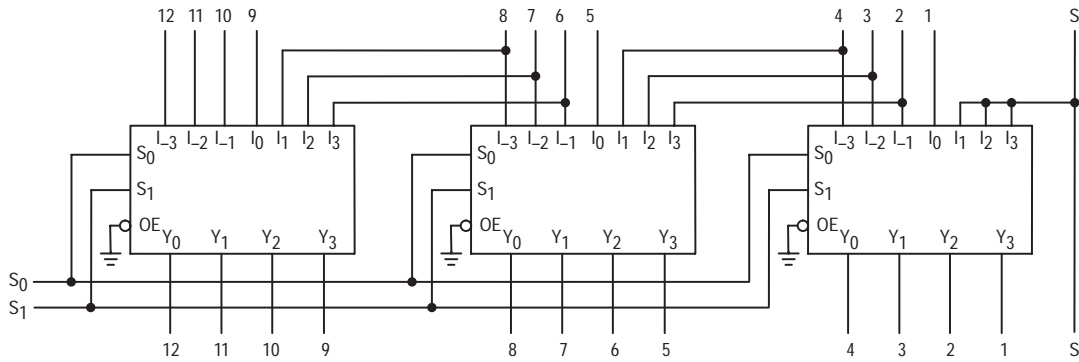 12 11 10 9 8 7 6 5 4 3 2 1 S
I–3 I–2 I–1 I0 I1 I2 I3 I–3 I–2 I–1 I0 I1 I2 I3 I–3 I–2 I–1 I0 I1 I2 I3
S0 S0 S0
S1 S1 S1
OE OE OE
Y0 Y1 Y2 Y3 Y0 Y1 Y2 Y3 Y0 Y1 Y2 Y3
S0
S1
12 11 10 9 8 7 6 5 4 3 2 1 S